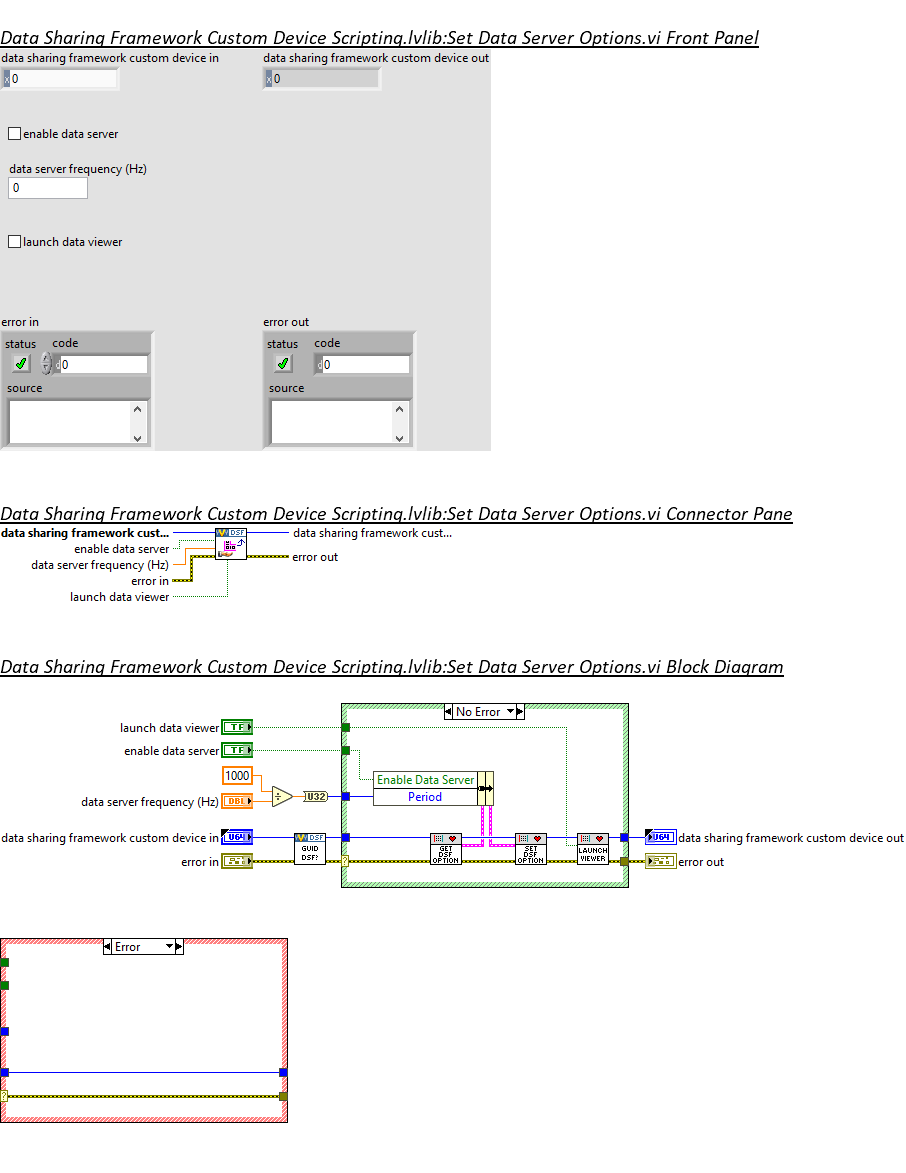 Data Sharing Framework Custom Device Scripting.lvlib:Set Data Server Options.vi Front Panel
data sharing framework custom device in
data sharing framework custom device out
x 0
x 0
enable data server
data server frequency (Hz)
0
launch data viewer
error in
error out
status code
status code
d 0
d 0
source
source
Data Sharing Framework Custom Device Scripting.lvlib:Set Data Server Options.vi Connector Pane
data sharing framework cust...
DSF
data sharing framework cust...
enable data server
data server frequency (Hz)
error out
error in
launch data viewer
Data Sharing Framework Custom Device Scripting.lvlib:Set Data Server Options.vi Block Diagram
No Error
launch data viewer
TF
enable data server
TF
1000
Enable Data Server
Period
data server frequency (Hz)
DBL
÷
U32
data sharing framework custom device in
U64
DSF
GUID
DSF?
GET
DSF
OPTION
SET
DSF
OPTION
LAUNCH
VIEWER
U64
data sharing framework custom device out
error in
?
error out
Error
?